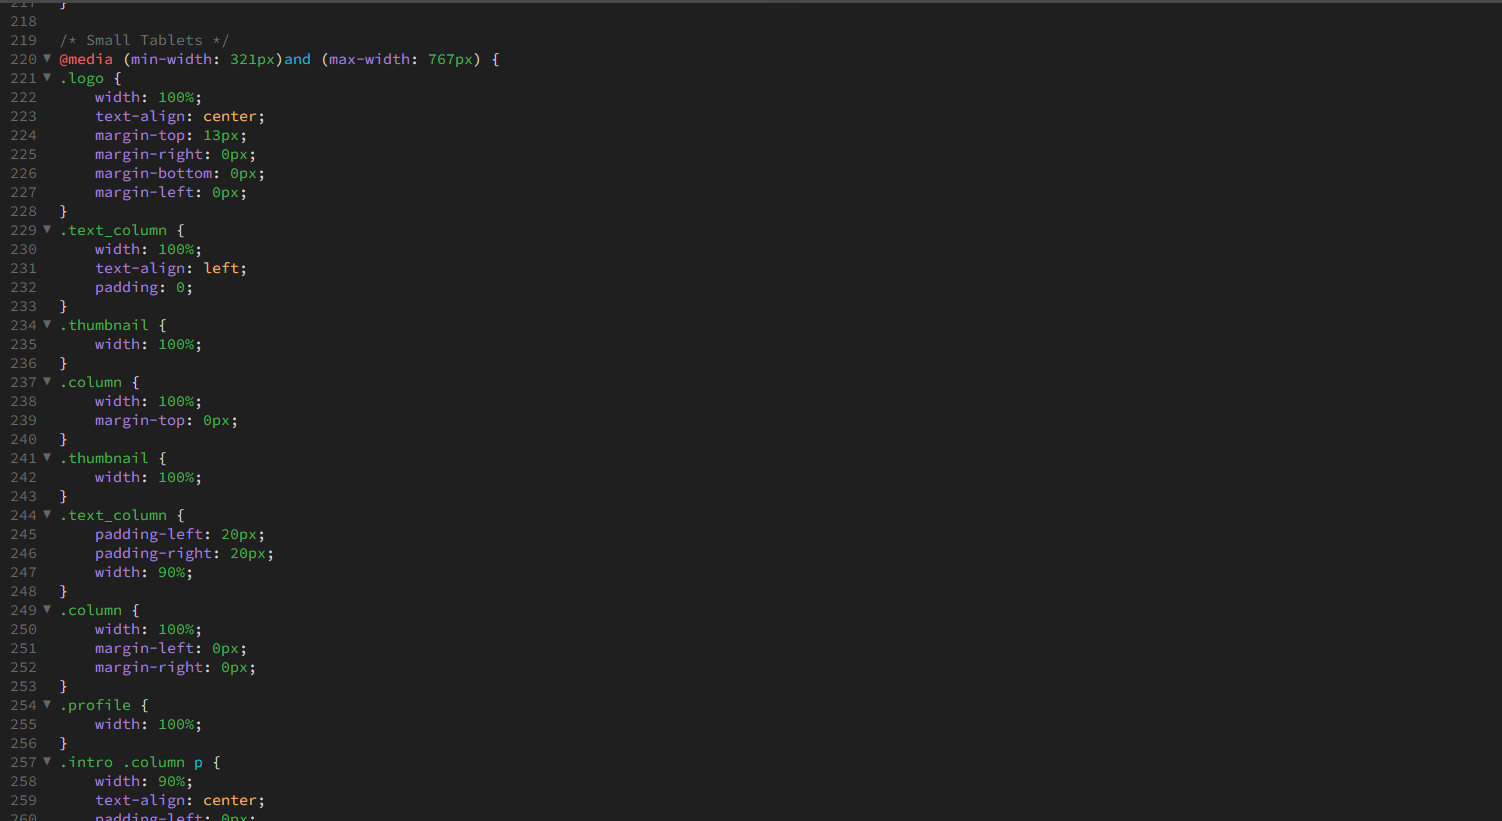 217 }
218
219 /* Small Tablets */
220 ▼ @media (min-width: 321px)and (max-width: 767px) {
221 ▼ .logo {
222     width: 100%;
223     text-align: center;
224     margin-top: 13px;
225     margin-right: 0px;
226     margin-bottom: 0px;
227     margin-left: 0px;
228 }
229 ▼ .text_column {
230     width: 100%;
231     text-align: left;
232     padding: 0;
233 }
234 ▼ .thumbnail {
235     width: 100%;
236 }
237 ▼ .column {
238     width: 100%;
239     margin-top: 0px;
240 }
241 ▼ .thumbnail {
242     width: 100%;
243 }
244 ▼ .text_column {
245     padding-left: 20px;
246     padding-right: 20px;
247     width: 90%;
248 }
249 ▼ .column {
250     width: 100%;
251     margin-left: 0px;
252     margin-right: 0px;
253 }
254 ▼ .profile {
255     width: 100%;
256 }
257 ▼ .intro .column p {
258     width: 90%;
259     text-align: center;
260     padding-left: 0px;